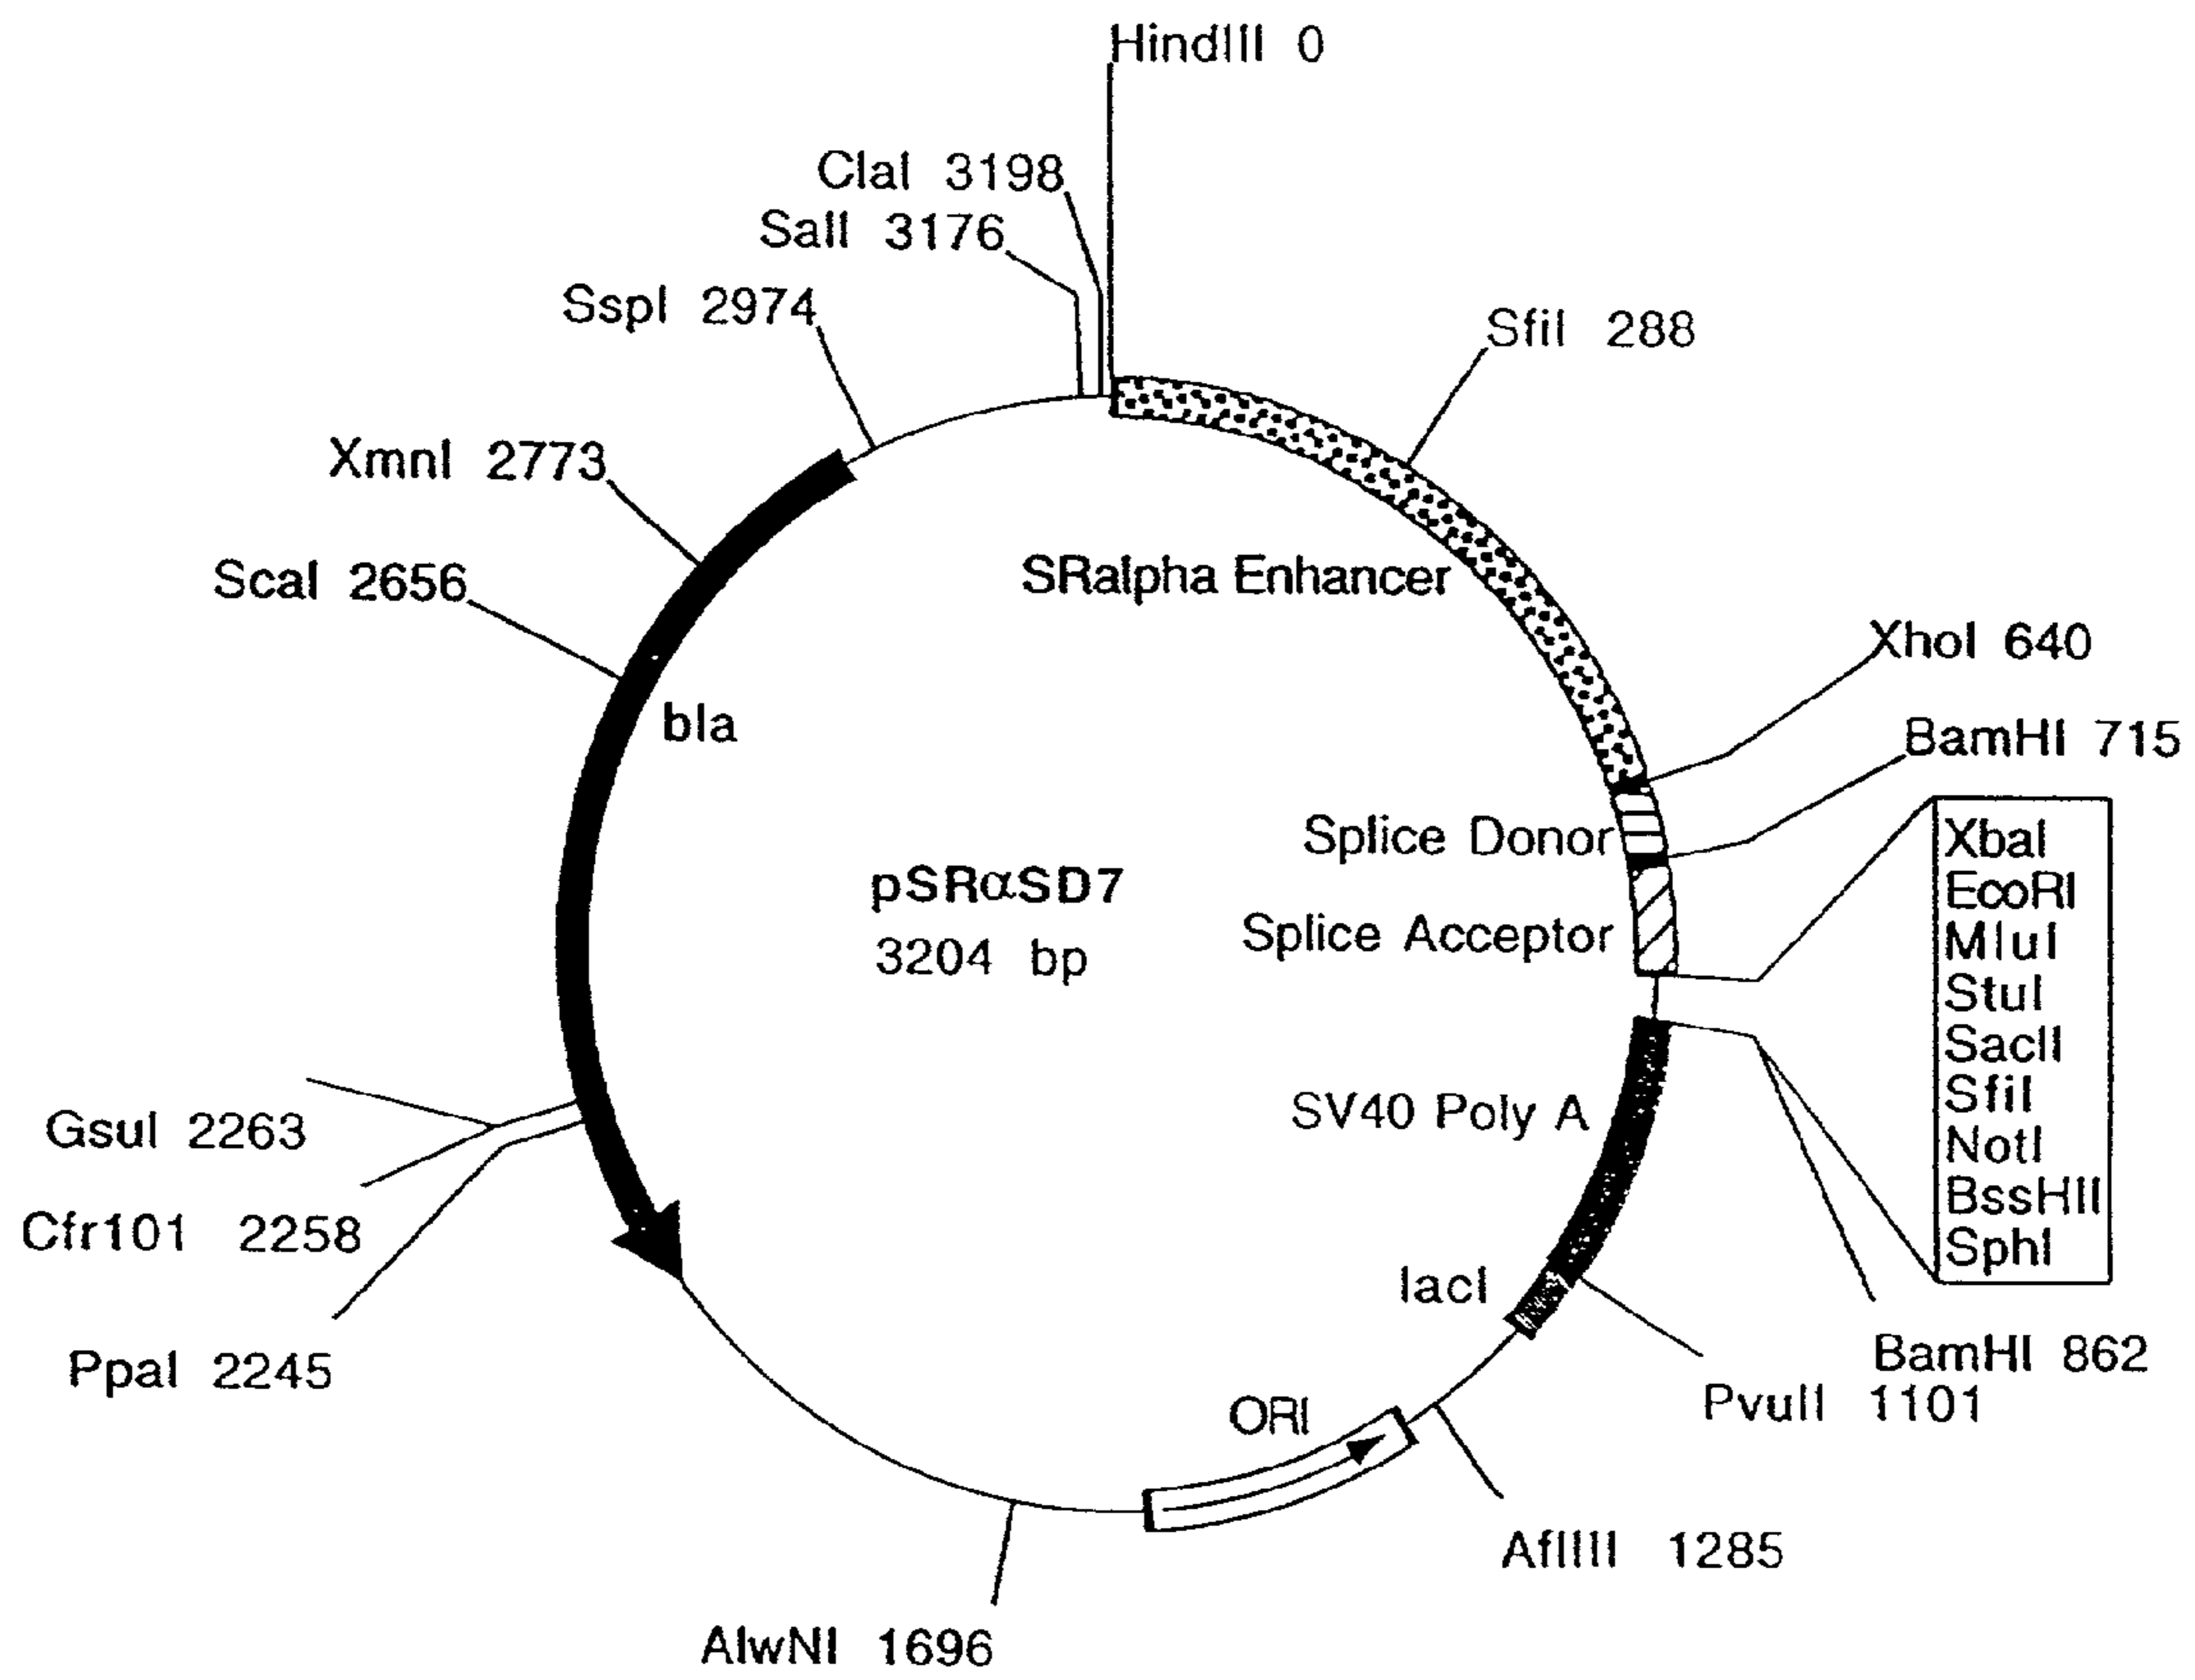 HindIII 0
ClaI 3198
SalI 3176
SspI 2974
SfiI 288
XmnI 2773
ScaI 2656
SRalpha Enhancer
XhoI 640
bla
BamHI 715
Splice Donor
XbaI
EcoRI
MluI
StuI
SacII
SfiI
NotI
BssHII
SphI
pSRαSD7
3204 bp
Splice Acceptor
SV40 Poly A
GsuI 2263
Cfr101 2258
PpaI 2245
lacI
BamHI 862
PvuII 1101
ORI
AflIII 1285
AlwNI 1696